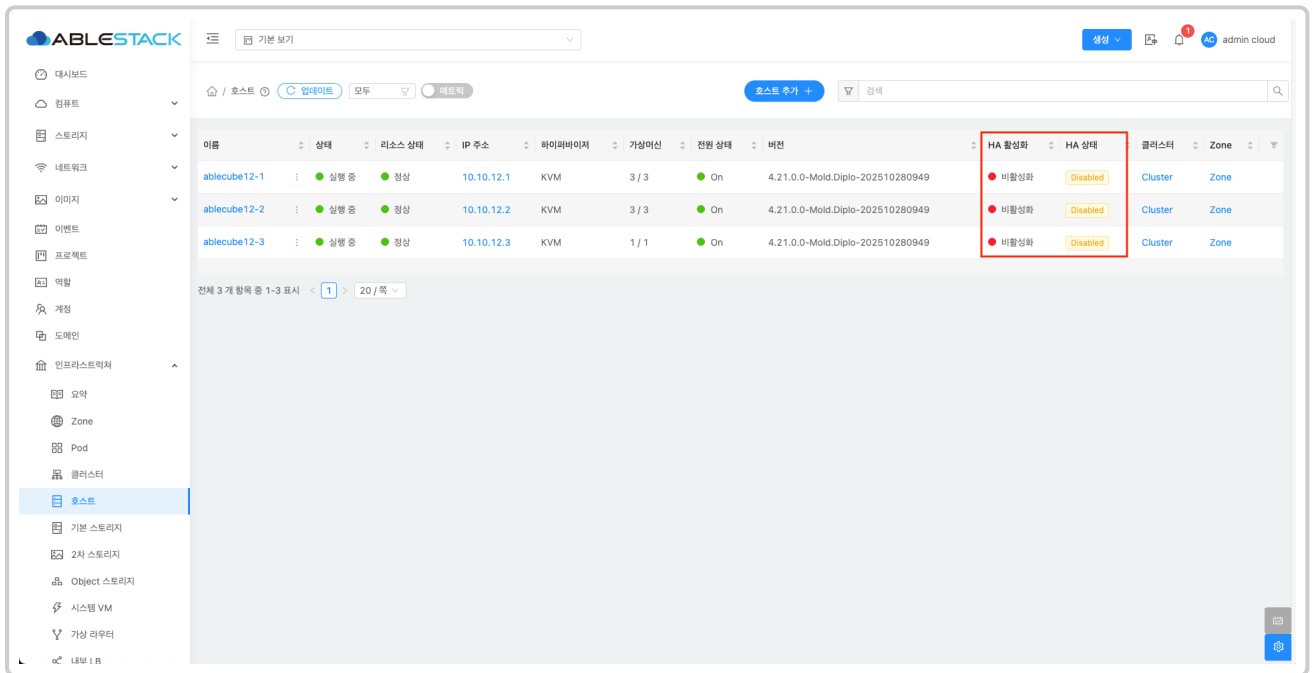 ABLESTACK
기본 보기
생성
1
AC admin cloud
대시보드
컴퓨트
스토리지
네트워크
이미지
이벤트
프로젝트
역할
계정
도메인
인프라스트럭쳐
요약
Zone
Pod
클러스터
호스트
기본 스토리지
2차 스토리지
Object 스토리지
시스템 VM
가상 라우터
내부 LB
/ 호스트 업데이트 모두 메트릭
호스트 추가 + 검색
이름 상태 리소스 상태 IP 주소 하이퍼바이저 가상머신 전원 상태 버전 HA 활성화 HA 상태 클러스터 Zone
ablecube12-1 실행 중 정상 10.10.12.1 KVM 3 / 3 On 4.21.0.0-Mold.Diplo-202510280949 비활성화 Disabled Cluster Zone
ablecube12-2 실행 중 정상 10.10.12.2 KVM 3 / 3 On 4.21.0.0-Mold.Diplo-202510280949 비활성화 Disabled Cluster Zone
ablecube12-3 실행 중 정상 10.10.12.3 KVM 1 / 1 On 4.21.0.0-Mold.Diplo-202510280949 비활성화 Disabled Cluster Zone
전체 3 개 항목 중 1-3 표시 < 1 > 20 / 쪽